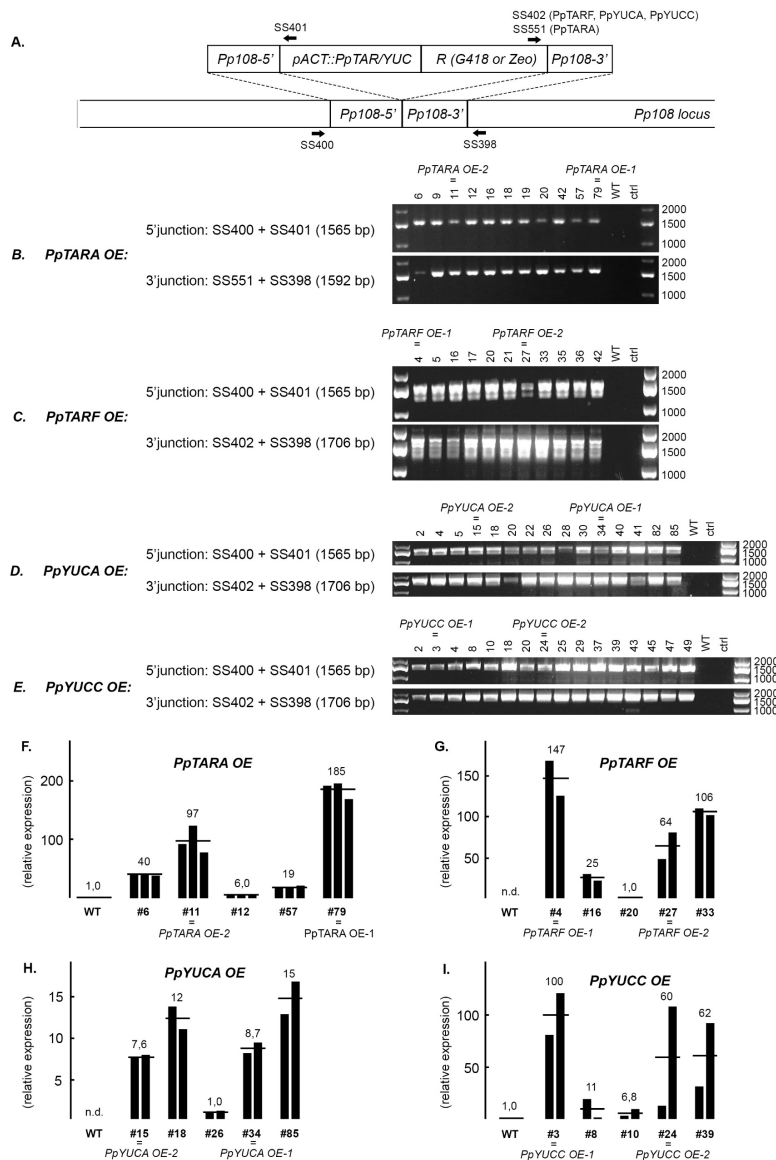 A.
SS401
SS402 (PpTARF, PpYUCA, PpYUCC)
SS551 (PpTARA)
Pp108-5’ pACT::PpTAR/YUC R (G418 or Zeo) Pp108-3’
Pp108-5’ Pp108-3’ Pp108 locus
SS400 SS398
PpTARA OE-2 PpTARA OE-1
= =
6 9 11 12 16 18 19 20 42 57 79 WT ctrl
B. PpTARA OE:
5’junction: SS400 + SS401 (1565 bp)
2000
1500
1000
3’junction: SS551 + SS398 (1592 bp)
2000
1500
1000
PpTARF OE-1 PpTARF OE-2
= =
4 5 16 17 20 21 27 33 35 36 42 WT ctrl
C. PpTARF OE:
5’junction: SS400 + SS401 (1565 bp)
2000
1500
1000
3’junction: SS402 + SS398 (1706 bp)
2000
1500
1000
PpYUCA OE-2 PpYUCA OE-1
= =
2 4 5 15 18 20 22 26 28 30 34 40 41 82 85 WT ctrl
D. PpYUCA OE:
5’junction: SS400 + SS401 (1565 bp)
2000
1500
1000
3’junction: SS402 + SS398 (1706 bp)
2000
1500
1000
PpYUCC OE-1 PpYUCC OE-2
= =
2 3 4 8 10 18 20 24 25 29 37 39 43 45 47 49 WT ctrl
E. PpYUCC OE:
5’junction: SS400 + SS401 (1565 bp)
2000
1500
1000
3’junction: SS402 + SS398 (1706 bp)
2000
1500
1000
F.
PpTARA OE
(relative expression)
200
100
1,0 40 97 6,0 19 185
WT #6 #11 #12 #57 #79
= =
PpTARA OE-2 PpTARA OE-1
G.
PpTARF OE
(relative expression)
150
100
50
n.d. 147 25 1,0 64 106
WT #4 #16 #20 #27 #33
= =
PpTARF OE-1 PpTARF OE-2
H.
PpYUCA OE
(relative expression)
15
10
5
n.d. 7,6 12 1,0 8,7 15
WT #15 #18 #26 #34 #85
= =
PpYUCA OE-2 PpYUCA OE-1
I.
PpYUCC OE
(relative expression)
100
50
1,0 100 11 6,8 60 62
WT #3 #8 #10 #24 #39
= =
PpYUCC OE-1 PpYUCC OE-2